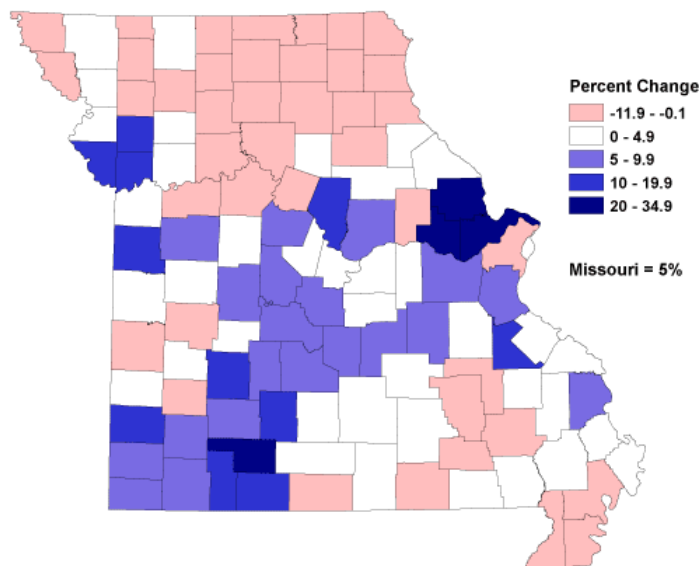 Percent Change
-11.9 - -0.1
0 - 4.9
5 - 9.9
10 - 19.9
20 - 34.9
Missouri = 5%